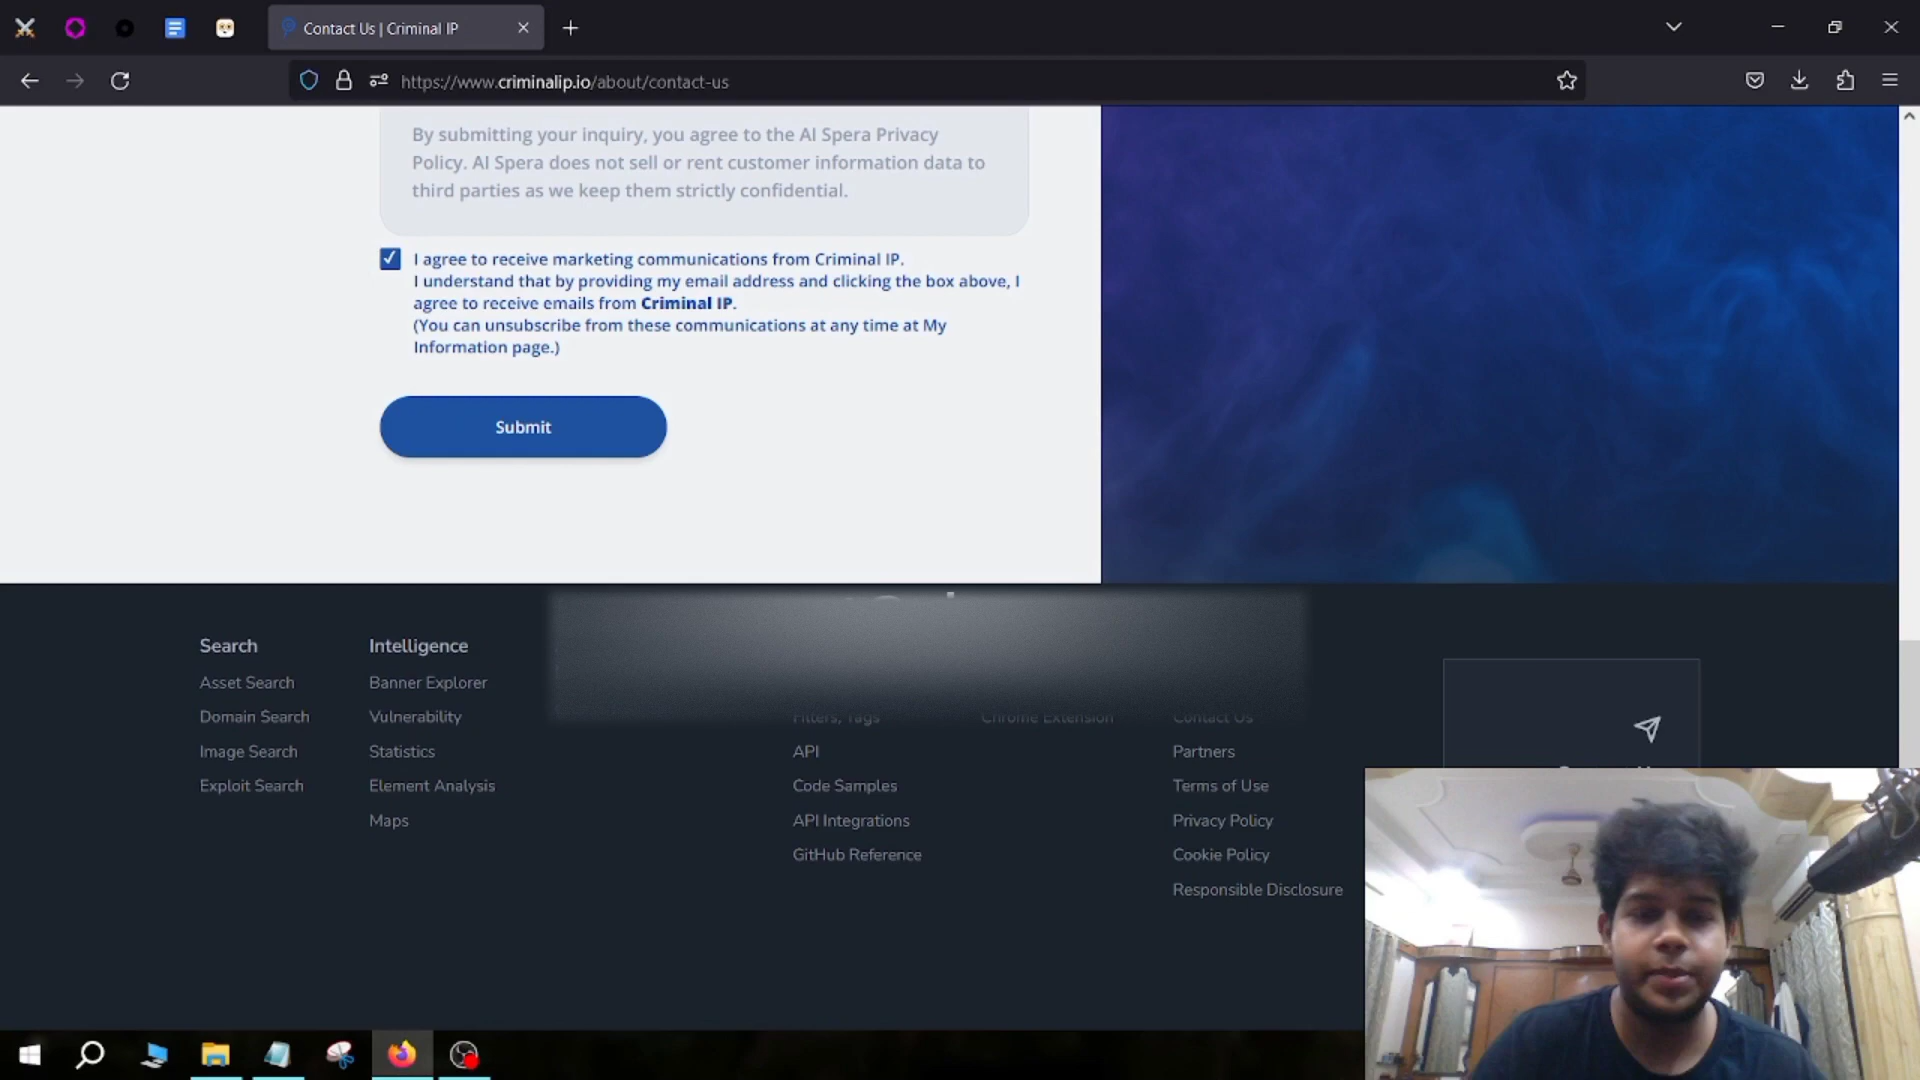 Contact Us | Criminal IP
https://www.criminalip.io/about/contact-us
By submitting your inquiry, you agree to the AI Spera Privacy
Policy. AI Spera does not sell or rent customer information data to
third parties as we keep them strictly confidential.
I agree to receive marketing communications from Criminal IP.
I understand that by providing my email address and clicking the box above, I
agree to receive emails from Criminal IP.
(You can unsubscribe from these communications at any time at My
Information page.)
Submit
Search
Asset Search
Domain Search
Image Search
Exploit Search
Intelligence
Banner Explorer
Vulnerability
Statistics
Element Analysis
Maps
Filters, Tags
API
Code Samples
API Integrations
GitHub Reference
Chrome Extension
Contact Us
Partners
Terms of Use
Privacy Policy
Cookie Policy
Responsible Disclosure